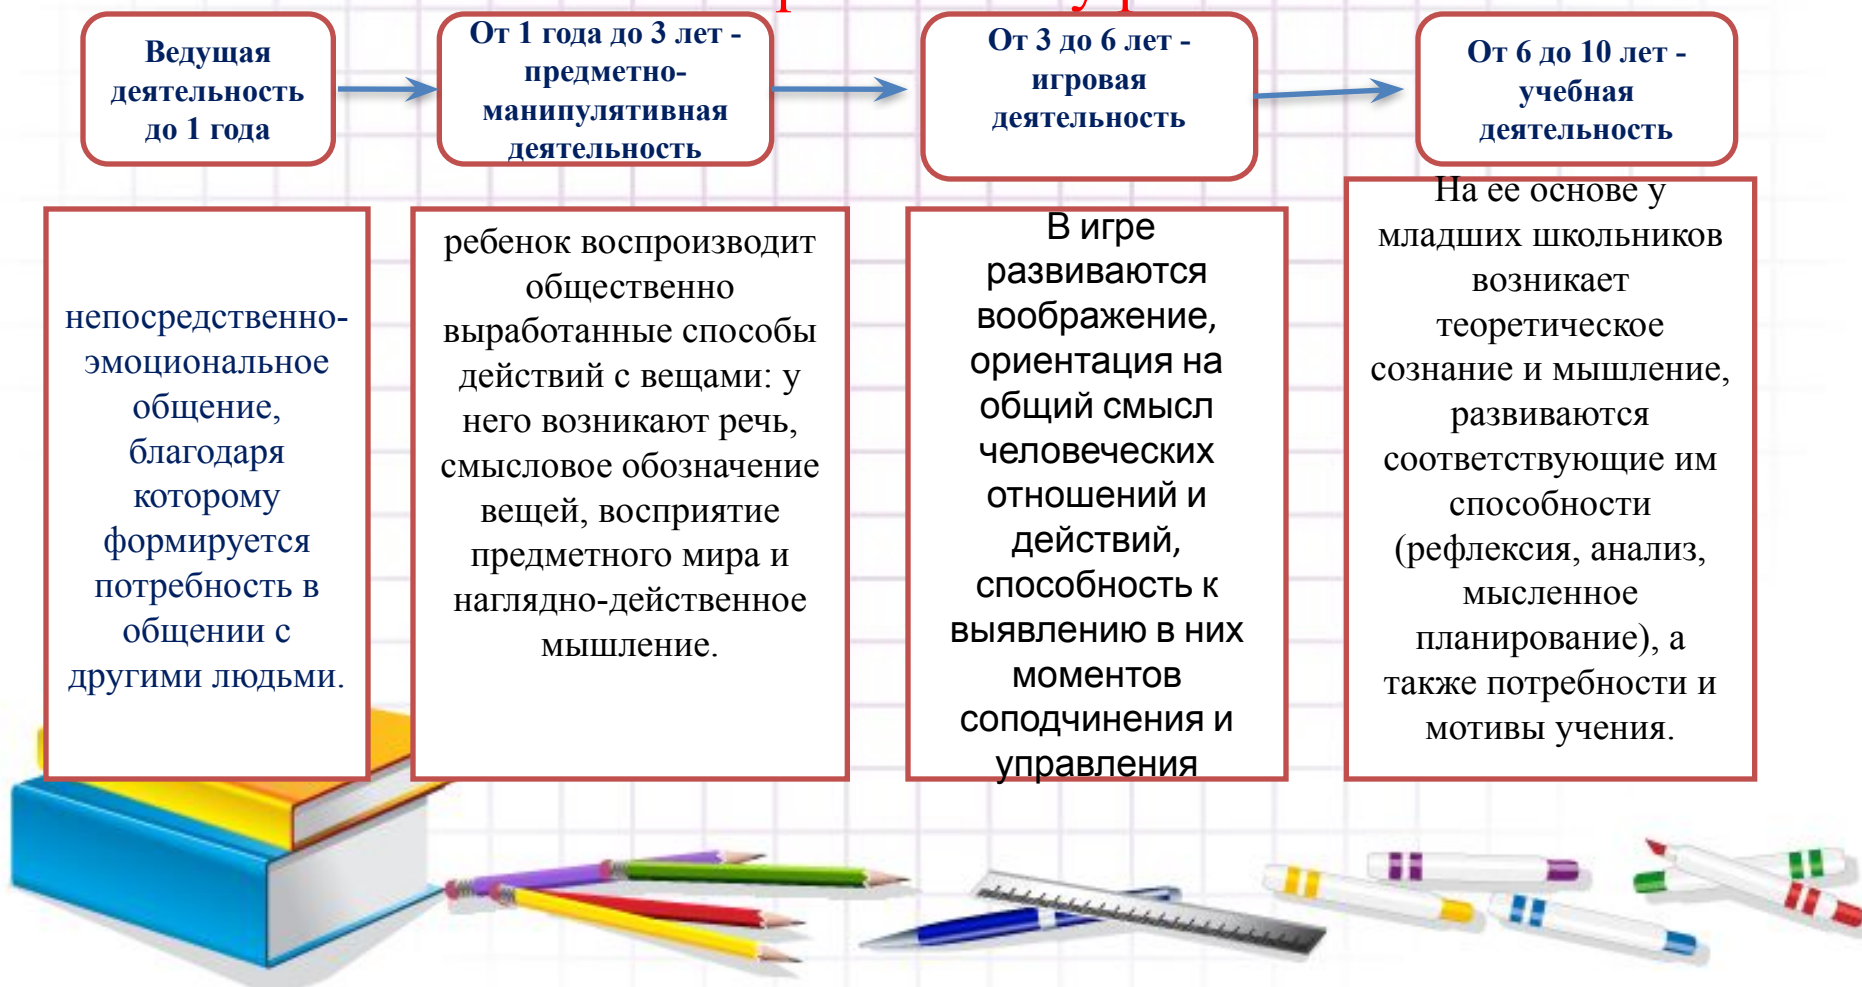 Ведущая
деятельность
до 1 года
От 1 года до 3 лет -
предметно-
манипулятивная
деятельность
От 3 до 6 лет -
игровая
деятельность
От 6 до 10 лет -
учебная
деятельность
непосредственно-
эмоциональное
общение,
благодаря
которому
формируется
потребность в
общении с
другими людьми.
ребенок воспроизводит
общественно
выработанные способы
действий с вещами: у
него возникают речь,
смысловое обозначение
вещей, восприятие
предметного мира и
наглядно-действенное
мышление.
В игре
развиваются
воображение,
ориентация на
общий смысл
человеческих
отношений и
действий,
способность к
выявлению в них
моментов
соподчинения и
управления
На ее основе у
младших школьников
возникает
теоретическое
сознание и мышление,
развиваются
соответствующие им
способности
(рефлексия, анализ,
мысленное
планирование), а
также потребности и
мотивы учения.